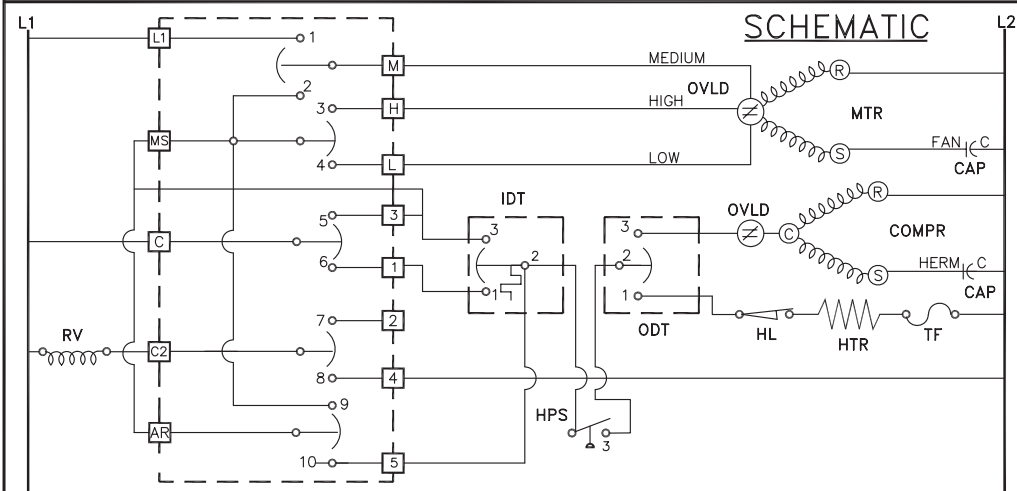 SCHEMATIC
L1
L2
L1
1
M
MEDIUM
2
OVLD
R
3
H
HIGH
MTR
MS
4
L
LOW
S
FAN
C
CAP
IDT
5
3
3
3
OVLD
R
C
6
1
2
2
C
COMPR
1
1
S
HERM
C
CAP
ODT
HL
HTR
TF
RV
7
2
C2
8
4
9
HPS
3
AR
10
5